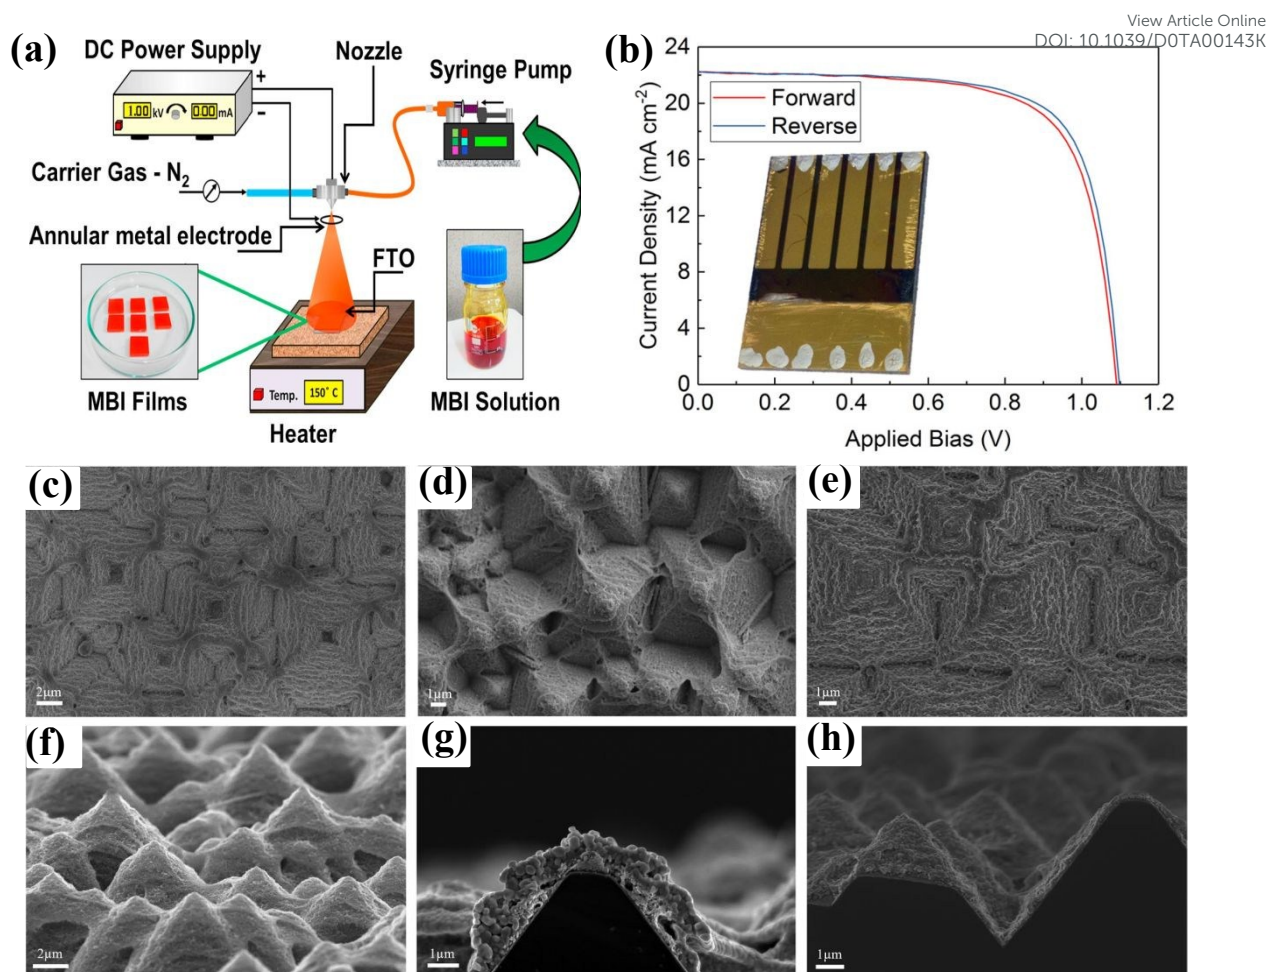 View Article Online
DOI: 10.1039/D0TA00143K
(a)
DC Power Supply
Nozzle
Syringe Pump
+
-
1.00 kV
0.00 mA
Carrier Gas - N₂
Annular metal electrode
FTO
MBI Films
Temp. 150° C
MBI Solution
Heater
(b)
24
20
16
12
8
4
0
Current Density (mA cm⁻²)
Forward
Reverse
0.0 0.2 0.4 0.6 0.8 1.0 1.2
Applied Bias (V)
(c)
2μm
(d)
1μm
(e)
1μm
(f)
2μm
(g)
1μm
(h)
1μm